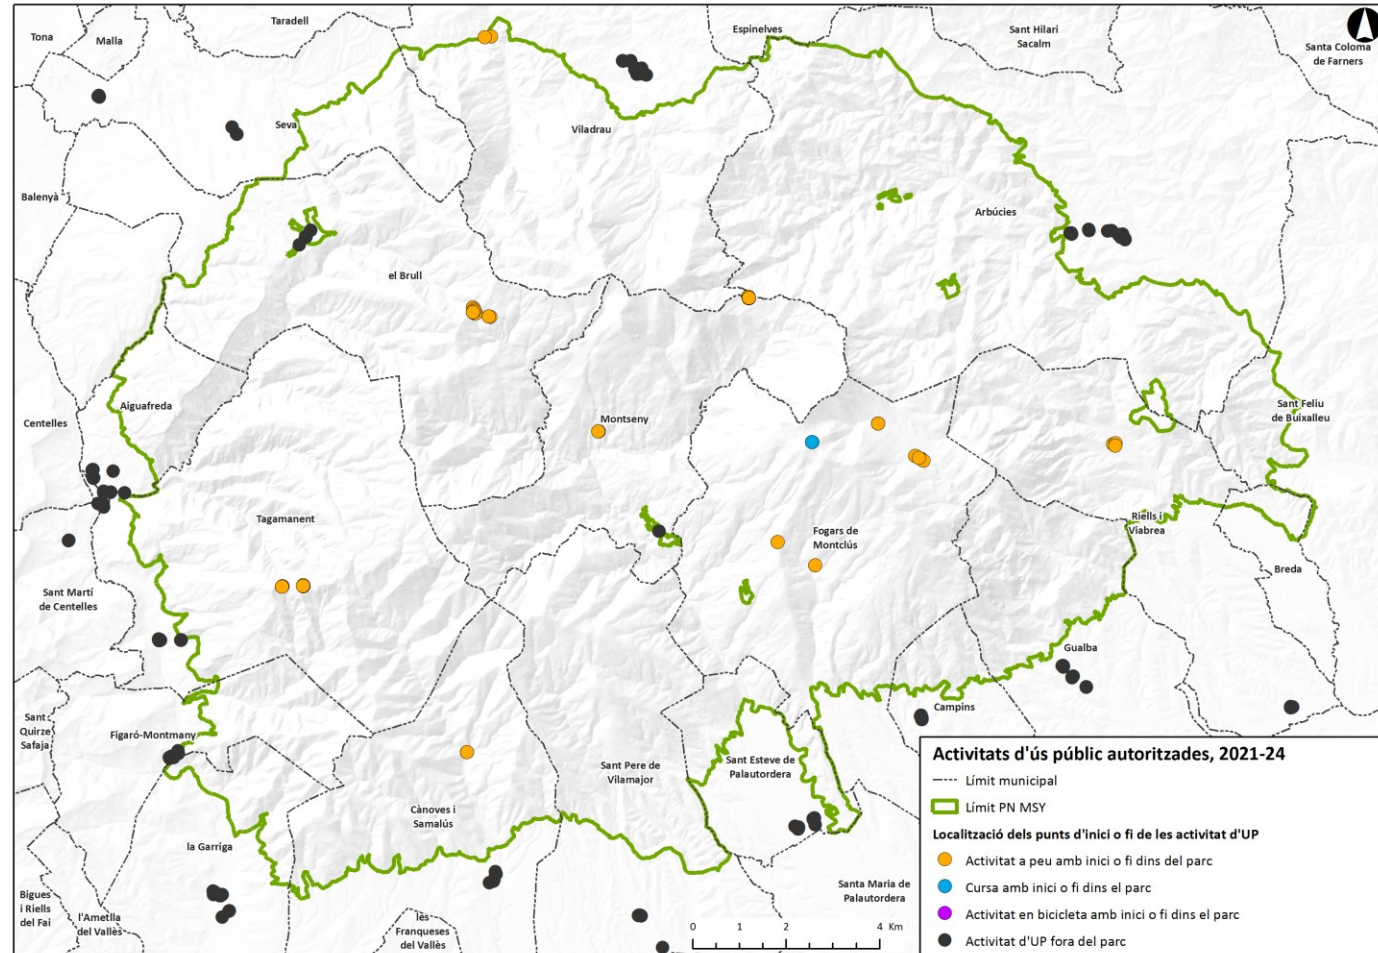 Taradell
Tona
Malla
Espinelves
Sant Hilari
Sacalm
Santa Coloma
de Farners
Seva
Viladrau
Balenyà
Arbúcies
el Brull
Aiguafreda
Centelles
Montseny
Sant Feliu
de Buixalleu
Tagamanent
Fogars de
Montclús
Riells i
Viabrea
Breda
Sant Martí
de Centelles
Gualba
Sant
Quirze
Safaja
Figaró-Montmany
Campins
Sant Pere de
Vilamajor
Sant Esteve de
Palautordera
Cànoves i
Samalús
la Garriga
Santa Maria de
Palautordera
Bigues
i Riells
del Fai
l'Ametlla
del Vallès
les
Franqueses
del Vallès
0 1 2 4 Km
Activitats d'ús públic autoritzades, 2021-24
Límit municipal
Límit PN MSY
Localització dels punts d'inici o fi de les activitat d'UP
Activitat a peu amb inici o fi dins del parc
Cursa amb inici o fi dins el parc
Activitat en bicicleta amb inici o fi dins el parc
Activitat d'UP fora del parc